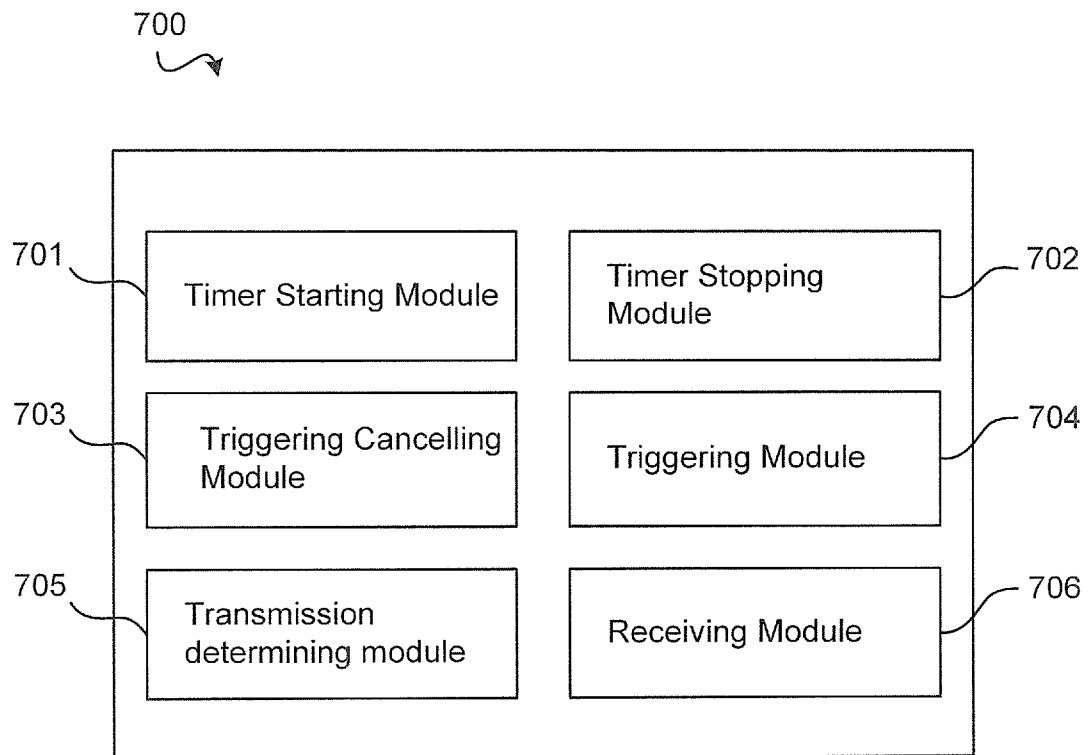 700
701
Timer Starting Module
Timer Stopping
Module
702
703
Triggering Cancelling
Module
Triggering Module
704
705
Transmission
determining module
Receiving Module
706